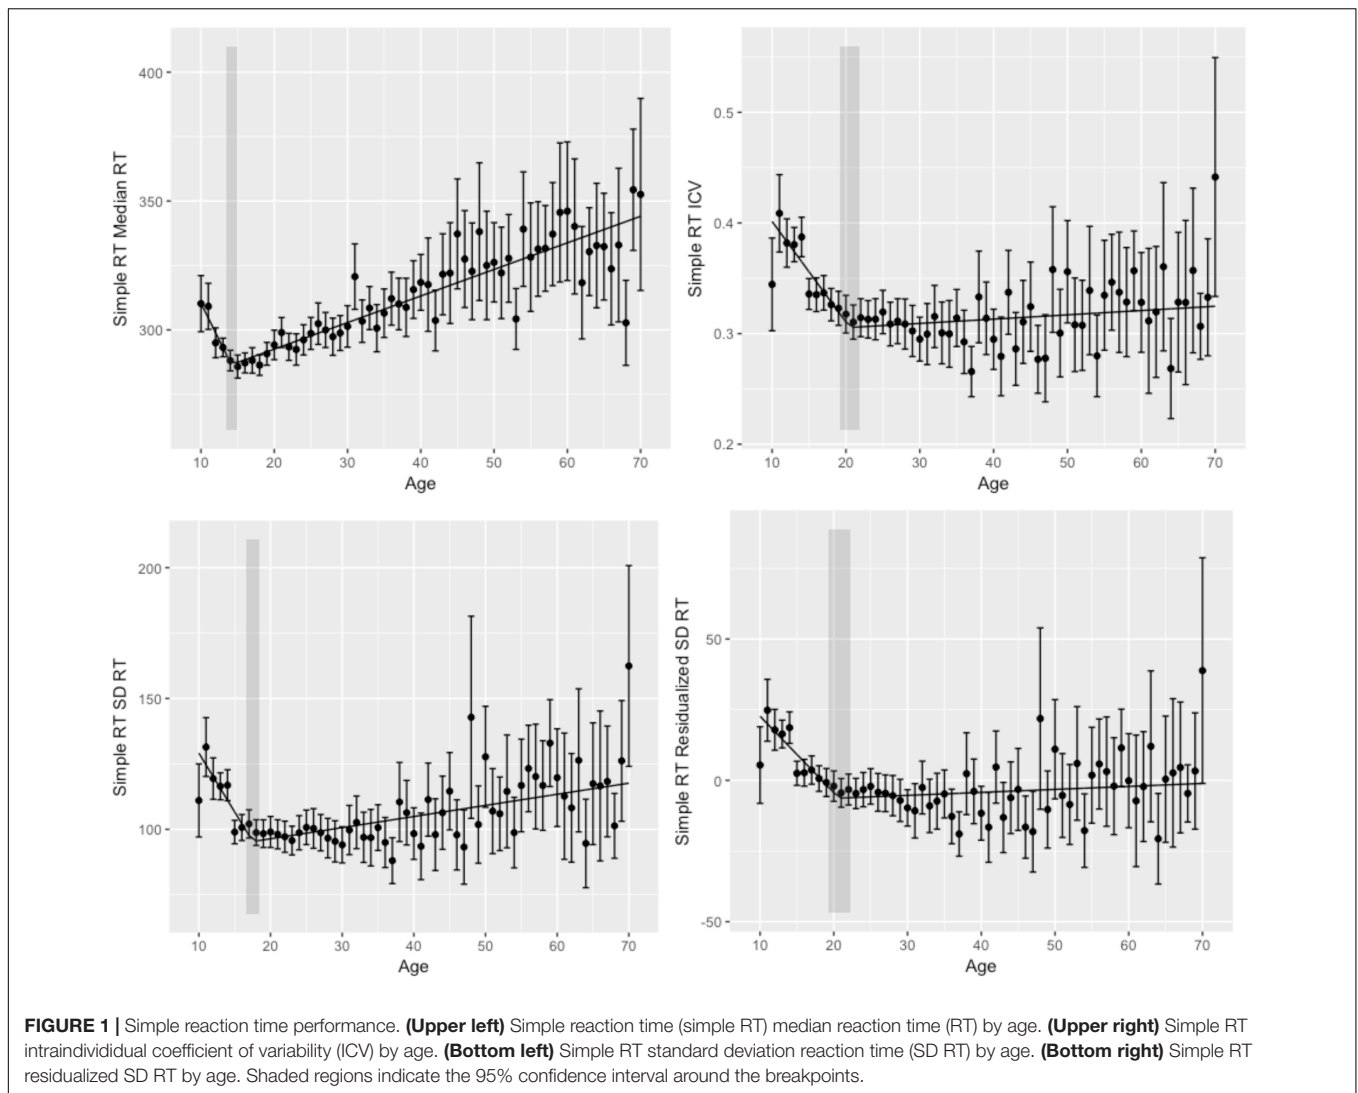 400
350
300
Simple RT Median RT
10 20 30 40 50 60 70
Age
0.5
0.4
0.3
0.2
Simple RT ICV
10 20 30 40 50 60 70
Age
200
150
100
Simple RT SD RT
10 20 30 40 50 60 70
Age
50
0
-50
Simple RT Residualized SD RT
10 20 30 40 50 60 70
Age
FIGURE 1 | Simple reaction time performance. (Upper left) Simple reaction time (simple RT) median reaction time (RT) by age. (Upper right) Simple RT
intraindivididual coefficient of variability (ICV) by age. (Bottom left) Simple RT standard deviation reaction time (SD RT) by age. (Bottom right) Simple RT
residualized SD RT by age. Shaded regions indicate the 95% confidence interval around the breakpoints.